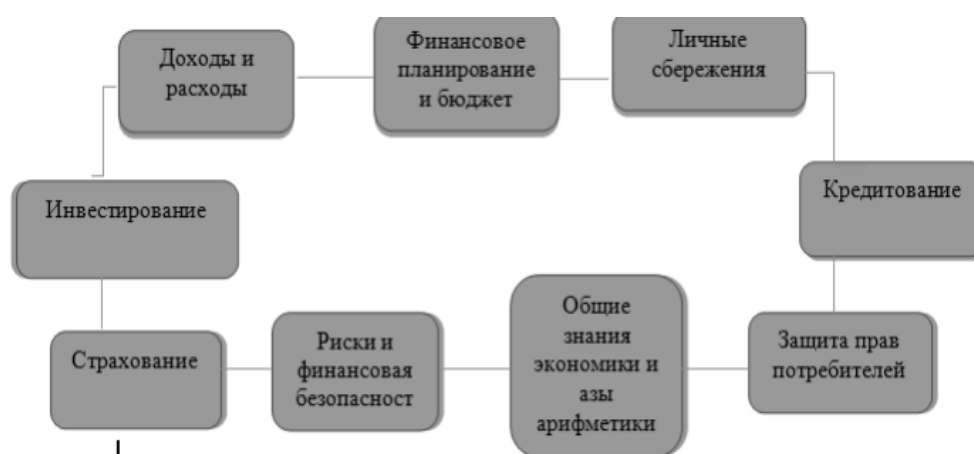 Доходы и
расходы
Финансовое
планирование
и бюджет
Личные
сбережения
Инвестирование
Кредитование
Страхование
Риски и
финансовая
безопасност
Общие
знания
экономики и
азы
арифметики
Защита прав
потребителей